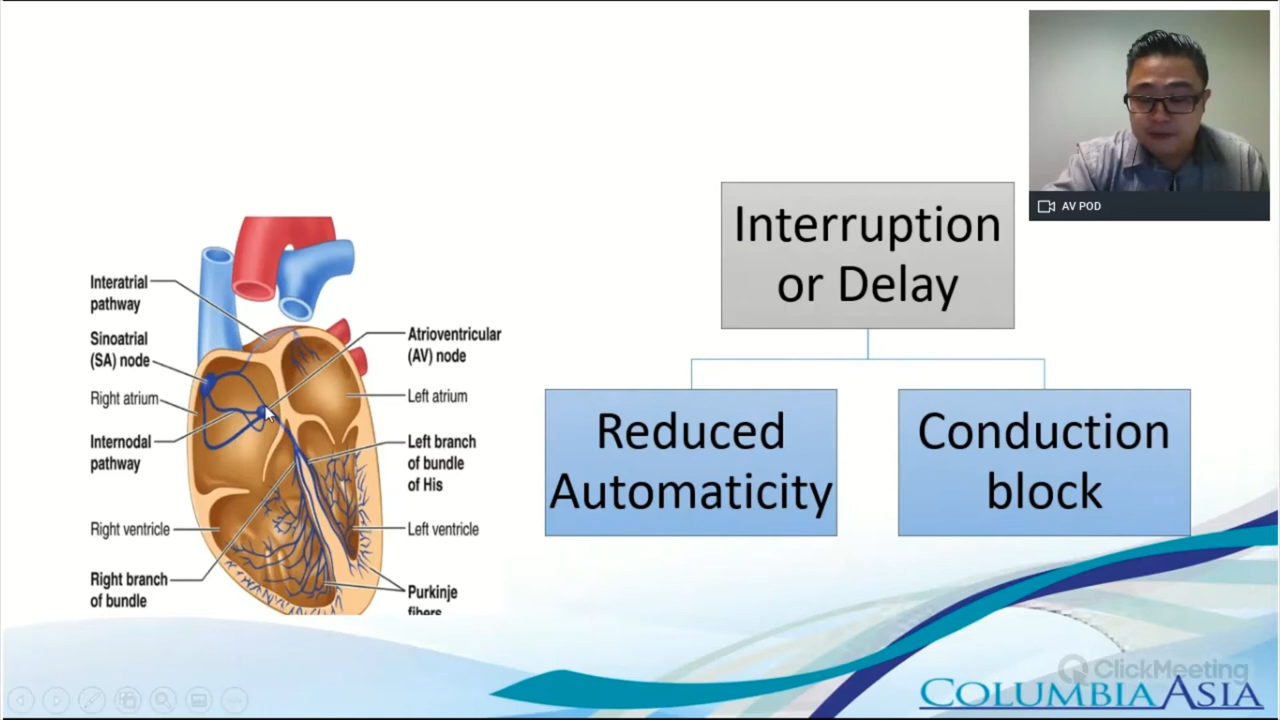 AV POD
Interruption
or Delay
Reduced
Automaticity
Conduction
block
Interatrial
pathway
Sinoatrial
(SA) node
Right atrium
Internodal
pathway
Right ventricle
Right branch
of bundle
Atrioventricular
(AV) node
Left atrium
Left branch
of bundle
of His
Left ventricle
Purkinje
fibers
ClickMeeting
COLUMBIA ASIA